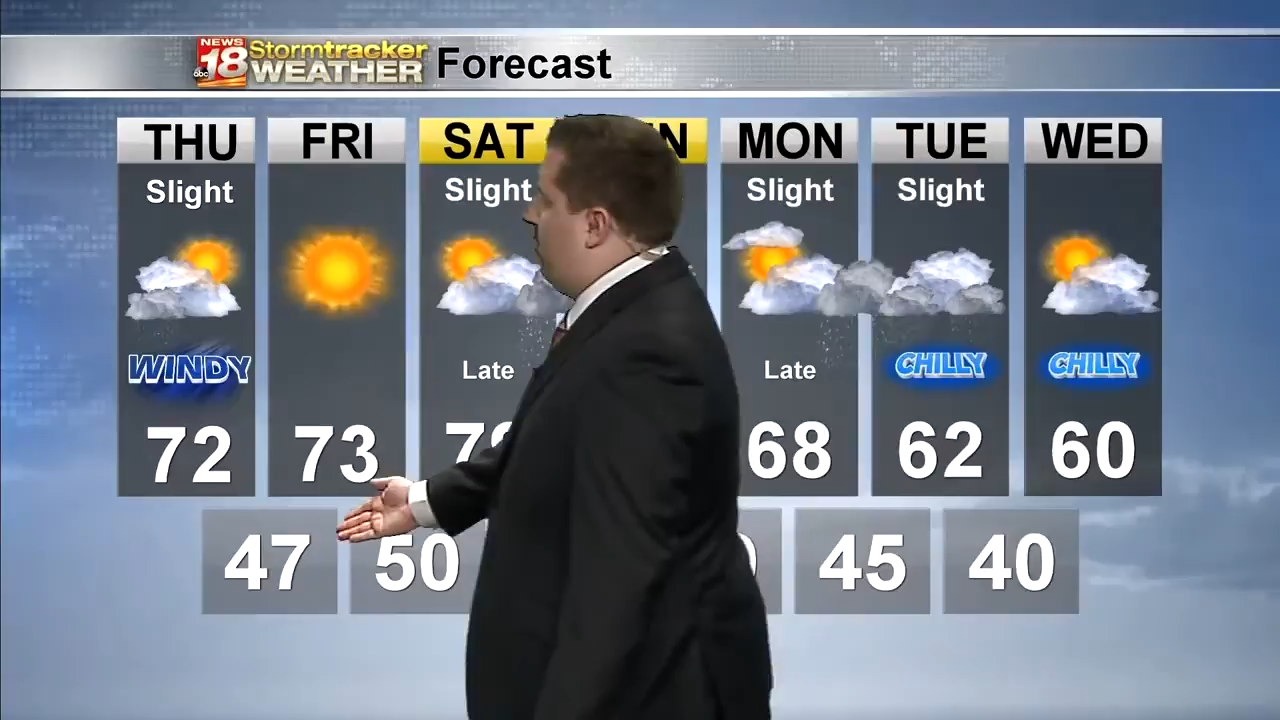 NEWS
abc 18
Stormtracker
WEATHER
Forecast
THU FRI SAT MON TUE WED
Slight Slight Slight Slight
WINDY Late Late CHILLY CHILLY
72 73 68 62 60
47 50 45 40